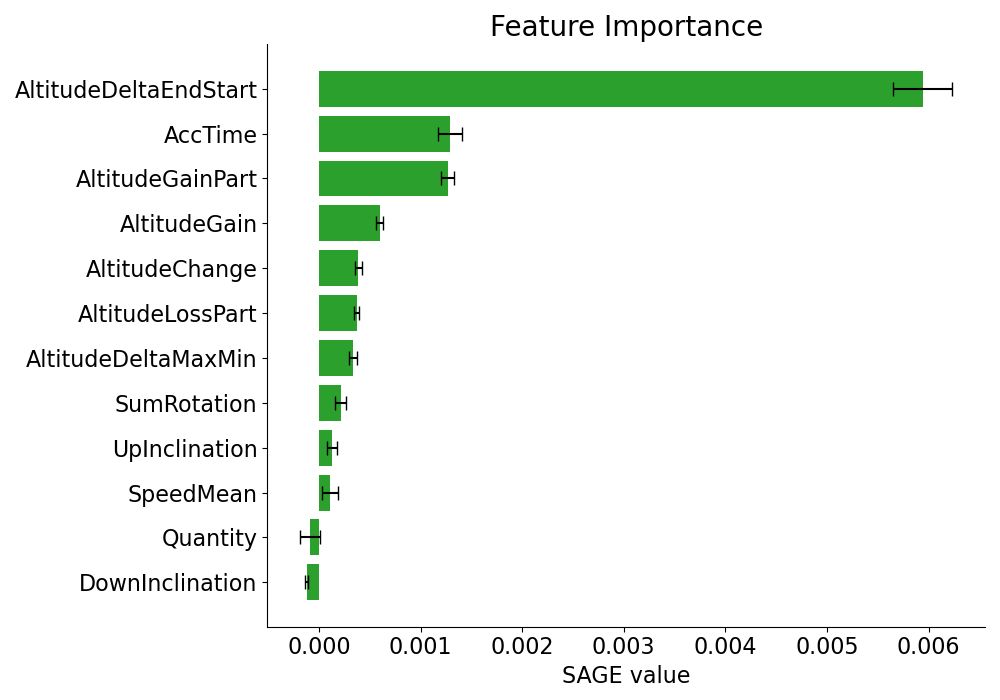 Feature Importance
AltitudeDeltaEndStart
AccTime
AltitudeGainPart
AltitudeGain
AltitudeChange
AltitudeLossPart
AltitudeDeltaMaxMin
SumRotation
UpInclination
SpeedMean
Quantity
DownInclination
0.000 0.001 0.002 0.003 0.004 0.005 0.006
SAGE value